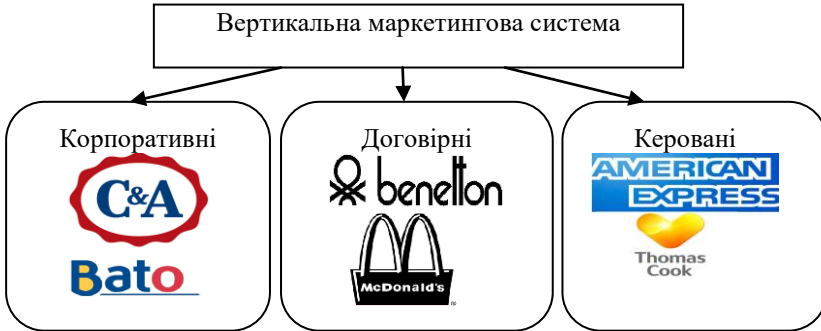 Вертикальна маркетингова система
Корпоративні
C&A
Bato
Договірні
benetton
McDonald's
Керовані
AMERICAN
EXPRESS
Thomas
Cook